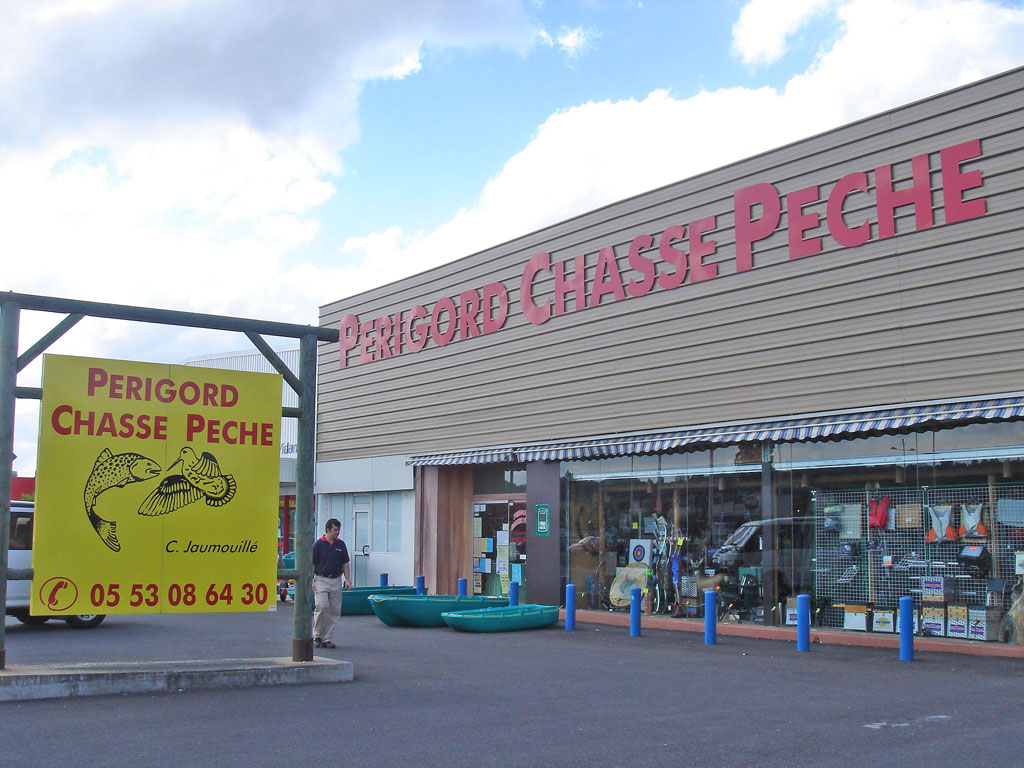 PERIGORD CHASSE PECHE
PERIGORD
CHASSE PECHE
C. Jaumouillé
05 53 08 64 30